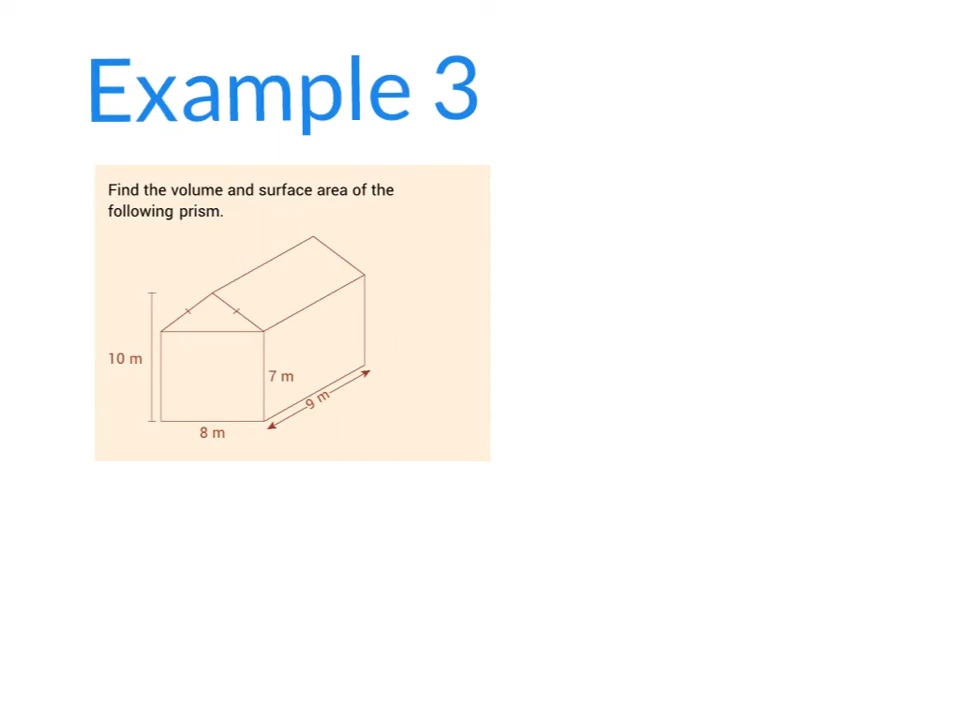 Example 3
Find the volume and surface area of the
following prism.
10 m
7 m
9 m
8 m